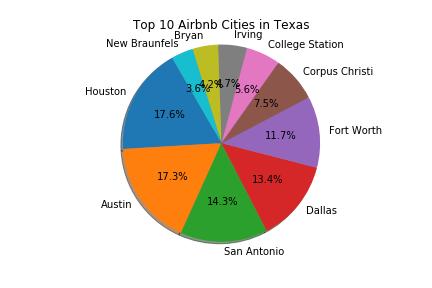 Top 10 Airbnb Cities in Texas
Houston
17.6%
Austin
17.3%
San Antonio
14.3%
Dallas
13.4%
Fort Worth
11.7%
Corpus Christi
7.5%
College Station
5.6%
Irving
4.7%
Bryan
4.2%
New Braunfels
3.6%